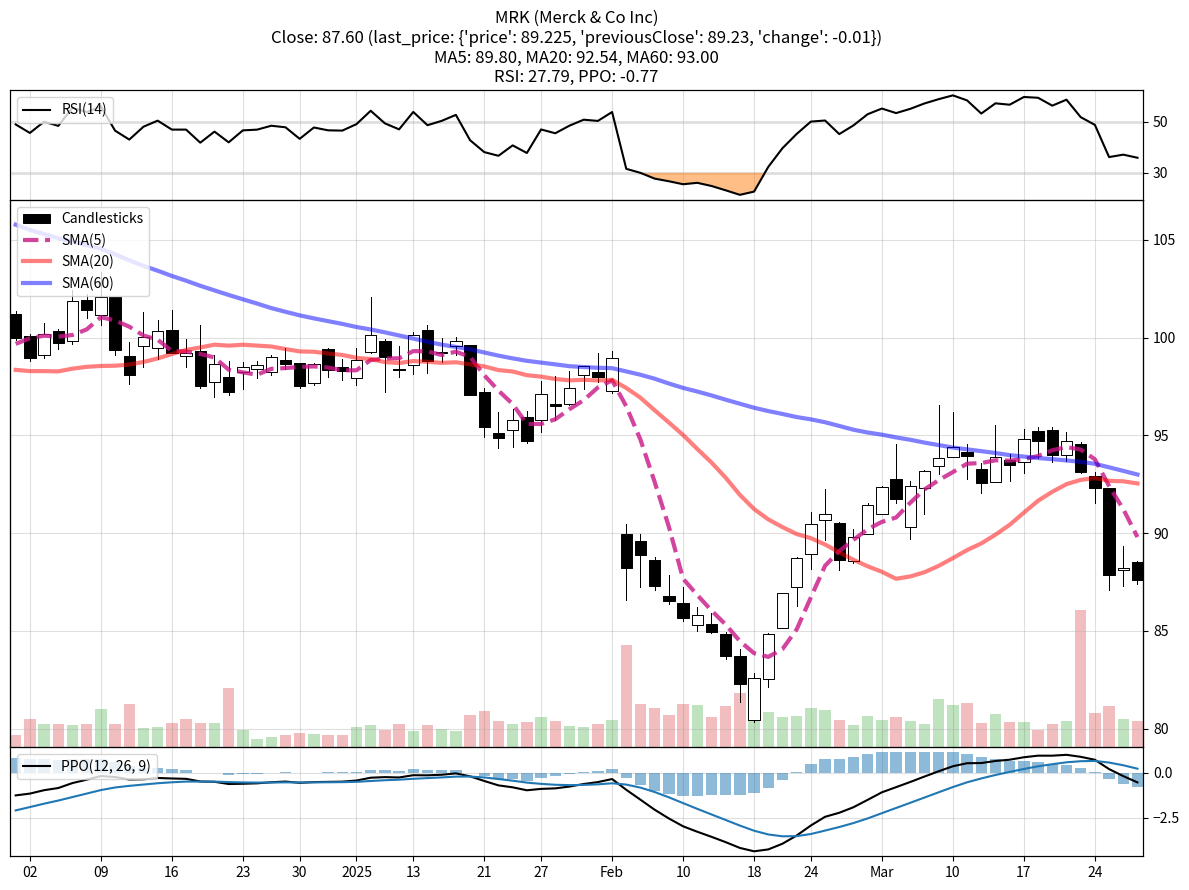 MRK (Merck & Co Inc)
Close: 87.60 (last_price: {'price': 89.225, 'previousClose': 89.23, 'change': -0.01})
MA5: 89.80, MA20: 92.54, MA60: 93.00
RSI: 27.79, PPO: -0.77
RSI(14)
50
30
Candlesticks
SMA(5)
SMA(20)
SMA(60)
105
100
95
90
85
80
PPO(12,26,9)
0.0
−2.5
02 09 16 23 30 2025 13 21 27 Feb 10 18 24 Mar 10 17 24